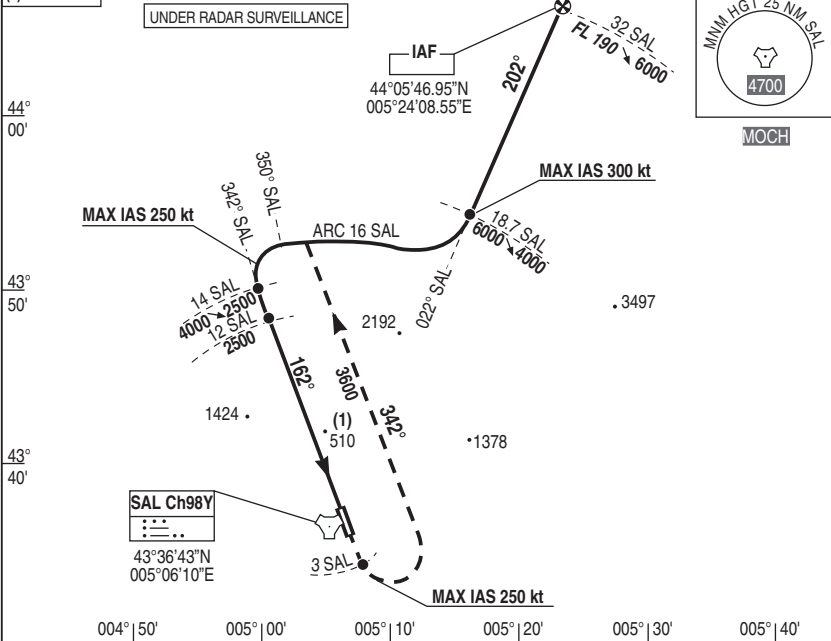 UNDER RADAR SURVEILLANCE
IAF
44°05'46.95"N
005°24'08.55"E
32 SAL
FL 190 ↘ 6000
202°
MNM HGT 25 NM SAL
4700
MOCH
44°
00'
350° SAL
342° SAL
MAX IAS 300 kt
MAX IAS 250 kt
ARC 16 SAL
18.7 SAL
6000 ↘ 4000
022° SAL
43°
50'
14 SAL
4000 ↘ 2500
12 SAL
2500
2192
3497
162°
3600
342°
1424
(1)
510
1378
43°
40'
SAL Ch98Y
43°36'43"N
005°06'10"E
3 SAL
MAX IAS 250 kt
004° 50'
005° 00'
005° 10'
005° 20'
005° 30'
005° 40'